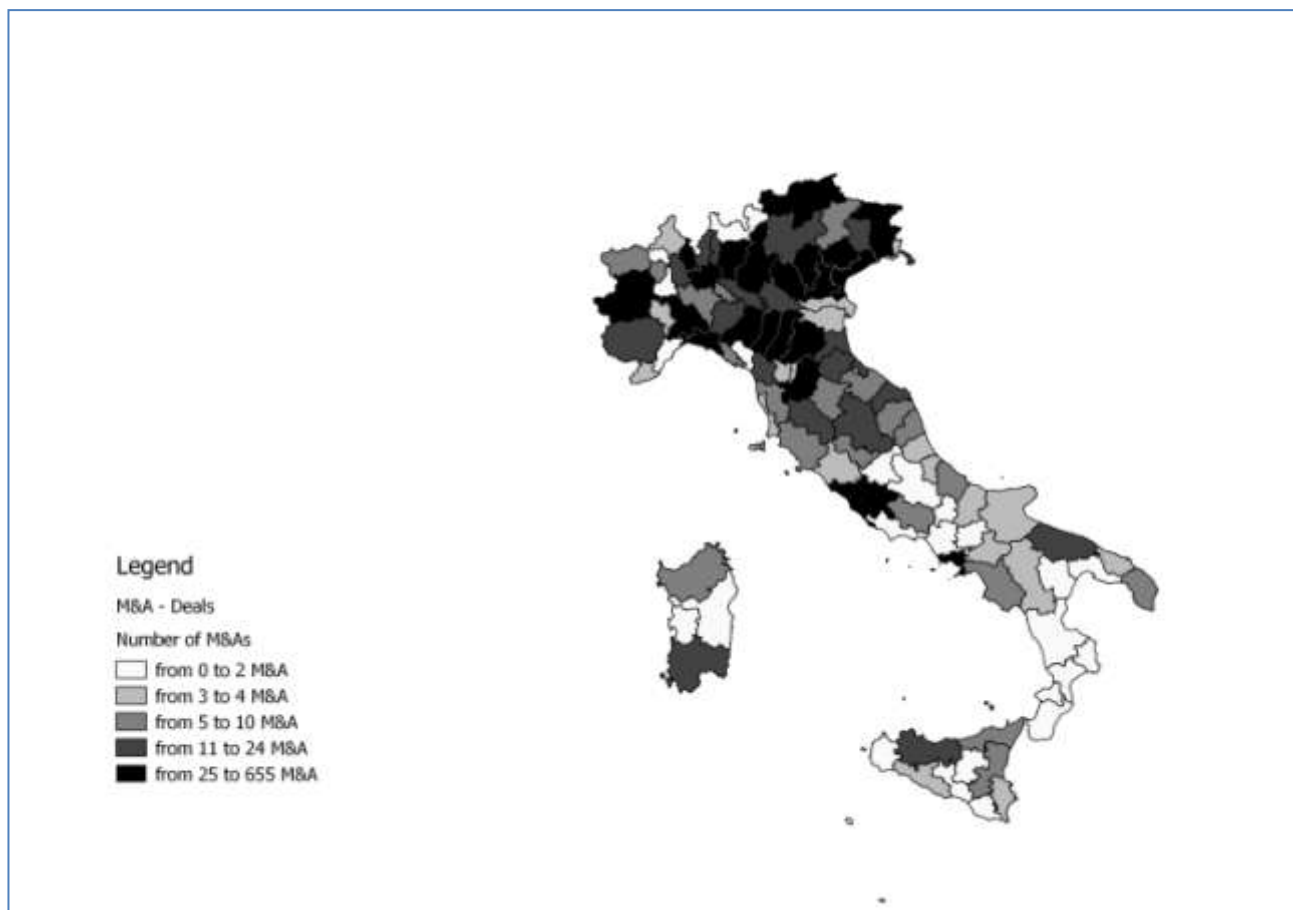 Legend
M&A - Deals
Number of M&As
from 0 to 2 M&A
from 3 to 4 M&A
from 5 to 10 M&A
from 11 to 24 M&A
from 25 to 655 M&A